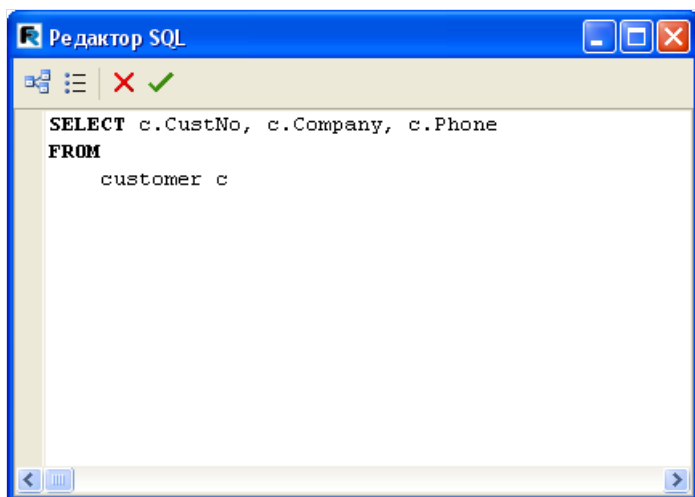 Редактор SQL
SELECT c.CustNo, c.Company, c.Phone
FROM
customer c